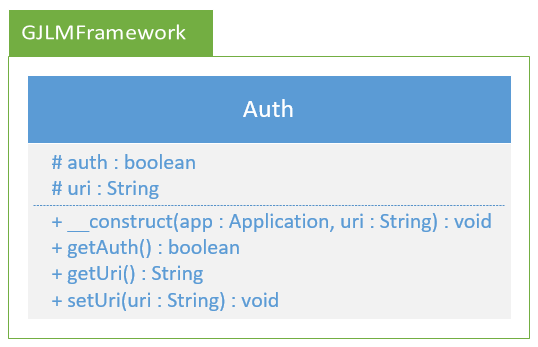 GJLMFramework
Auth
# auth : boolean
# uri : String
+ __construct(app : Application, uri : String) : void
+ getAuth() : boolean
+ getUri() : String
+ setUri(uri : String) : void